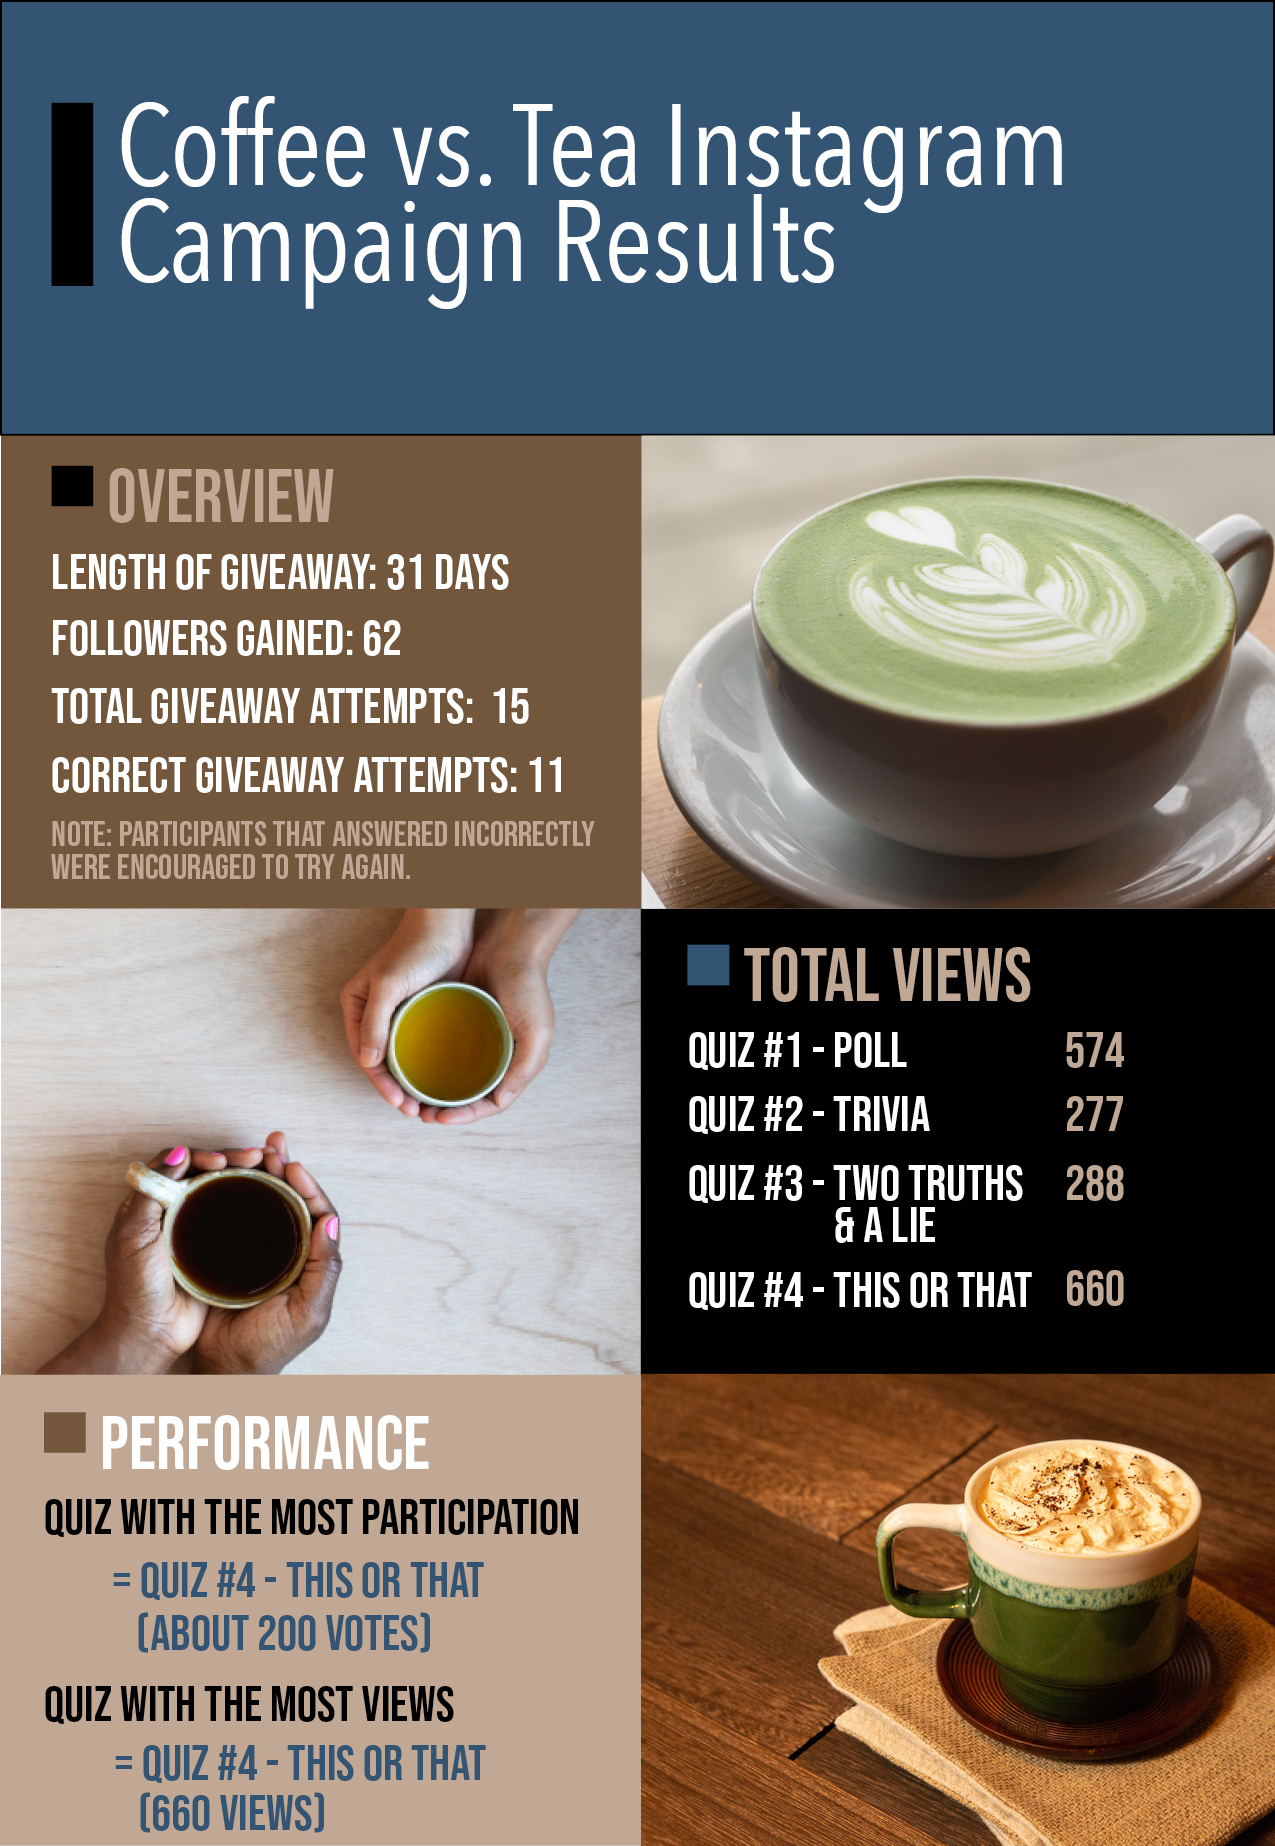 Coffee vs. Tea Instagram
Campaign Results
OVERVIEW
LENGTH OF GIVEAWAY: 31 DAYS
FOLLOWERS GAINED: 62
TOTAL GIVEAWAY ATTEMPTS: 15
CORRECT GIVEAWAY ATTEMPTS: 11
NOTE: PARTICIPANTS THAT ANSWERED INCORRECTLY
WERE ENCOURAGED TO TRY AGAIN.
TOTAL VIEWS
QUIZ #1 - POLL 574
QUIZ #2 - TRIVIA 277
QUIZ #3 - TWO TRUTHS 288
& A LIE
QUIZ #4 - THIS OR THAT 660
PERFORMANCE
QUIZ WITH THE MOST PARTICIPATION
= QUIZ #4 - THIS OR THAT
(ABOUT 200 VOTES)
QUIZ WITH THE MOST VIEWS
= QUIZ #4 - THIS OR THAT
(660 VIEWS)